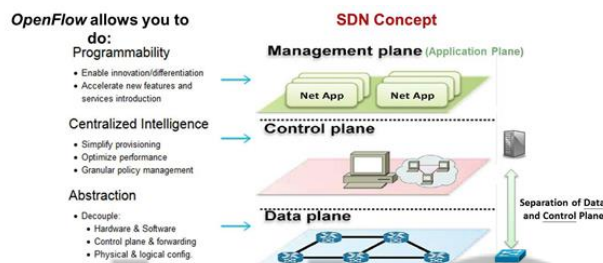 OpenFlow allows you to
do:
Programmability
• Enable innovation/differentiation
• Accelerate new features and
services introduction
Centralized Intelligence
• Simplify provisioning
• Optimize performance
• Granular policy management
Abstraction
• Decouple:
• Hardware & Software
• Control plane & forwarding
• Physual & logical config.
SDN Concept
Management plane (Application Plane)
Net App
Net App
Control plane
Data plane
Separation of Data
and Control Plane